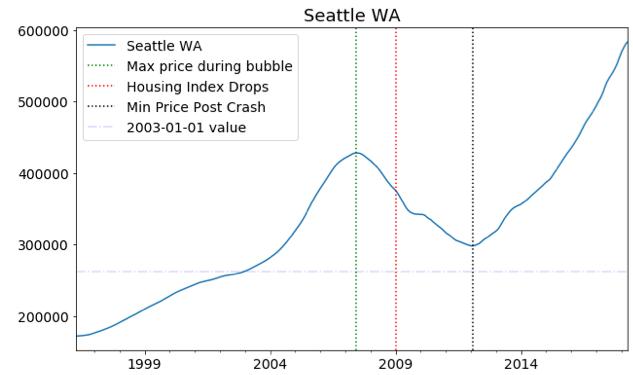 Seattle WA
600000
500000
400000
300000
200000
Seattle WA
Max price during bubble
Housing Index Drops
Min Price Post Crash
2003-01-01 value
1999
2004
2009
2014